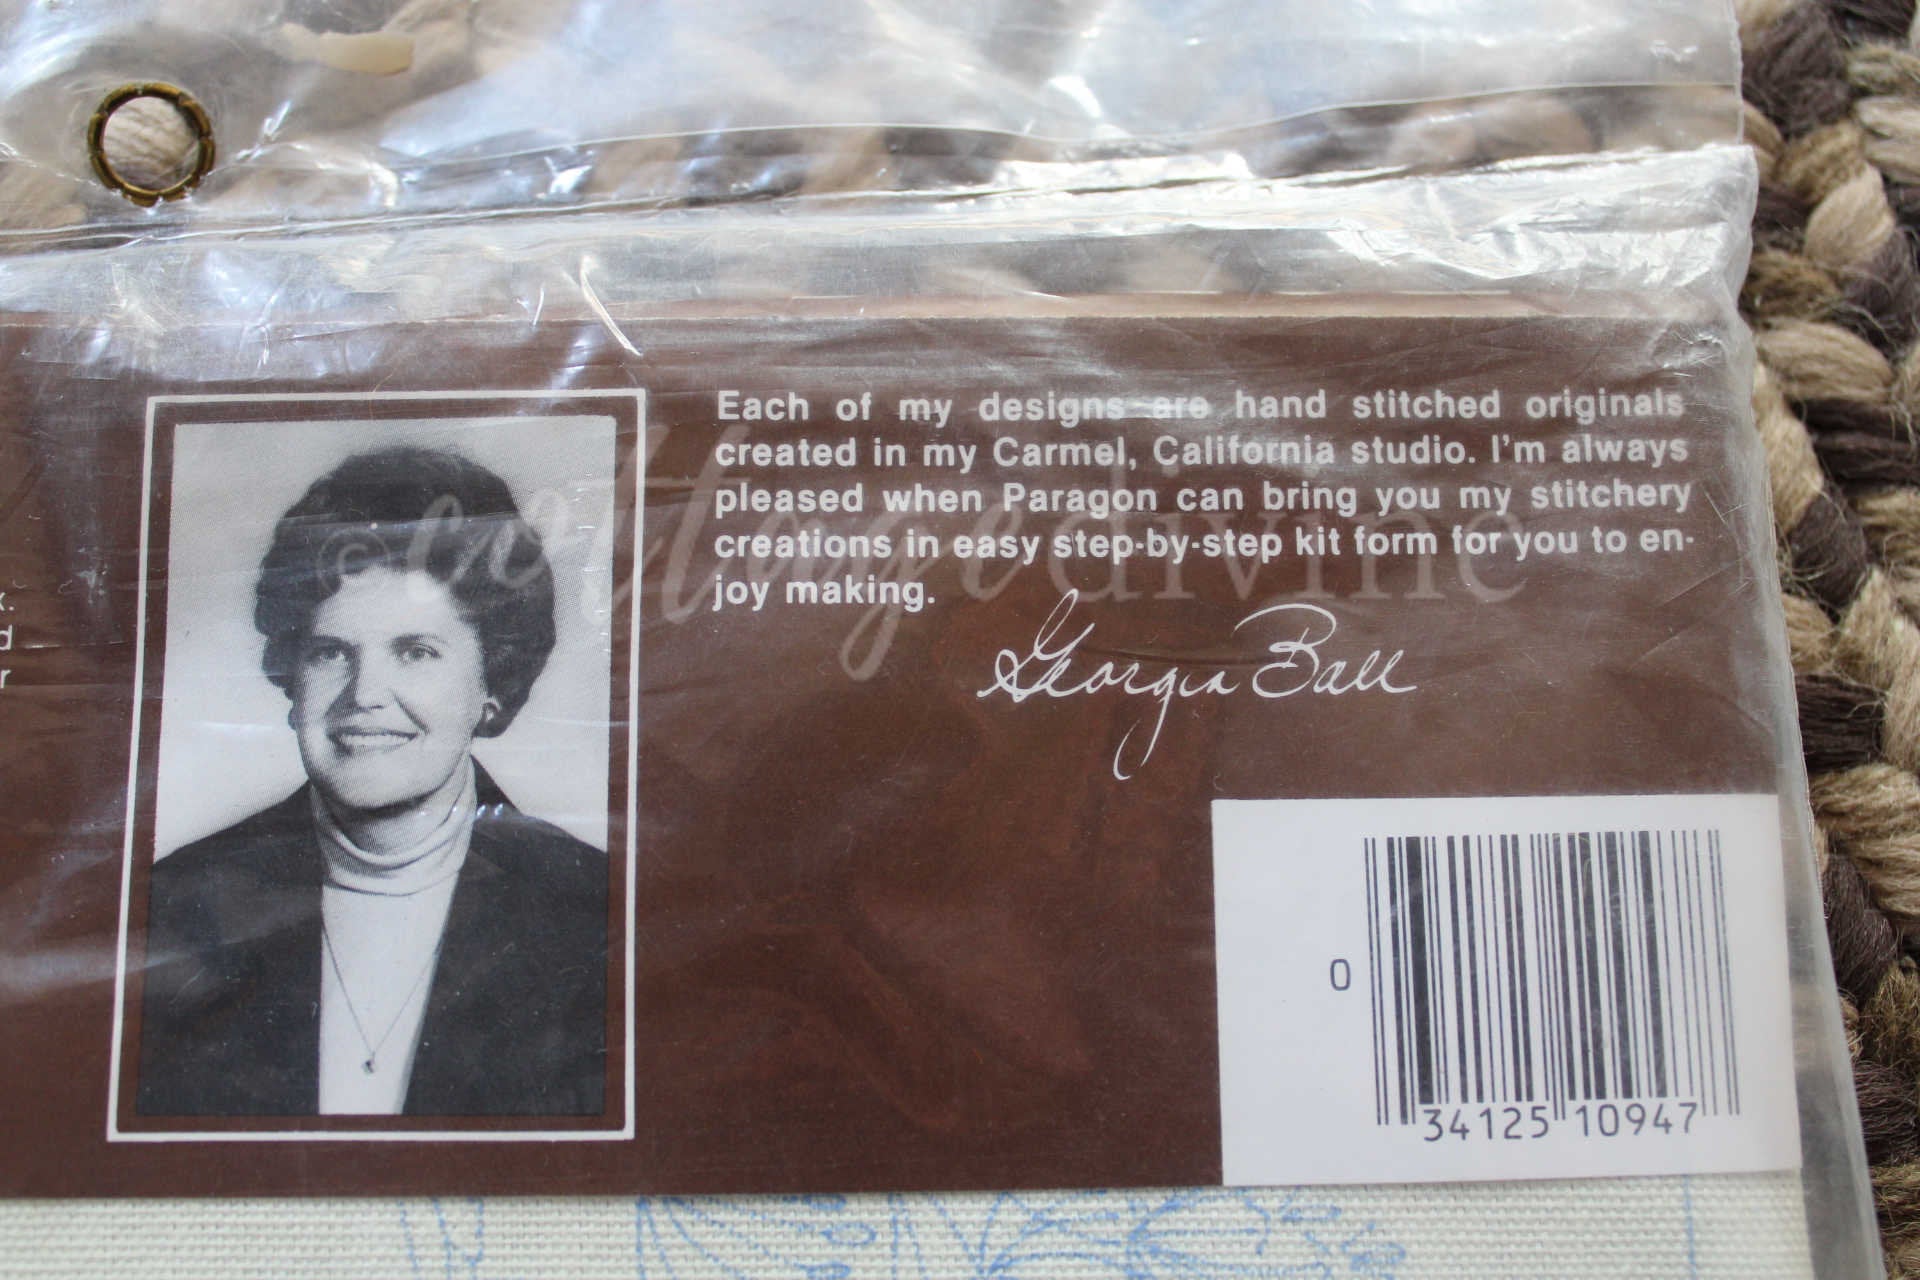 Each of my designs are hand stitched originals
created in my Carmel, California studio. I'm always
pleased when Paragon can bring you my stitchery
creations in easy step-by-step kit form for you to en-
joy making.
Georgia Ball
© cottagedivine
0
34125 10947